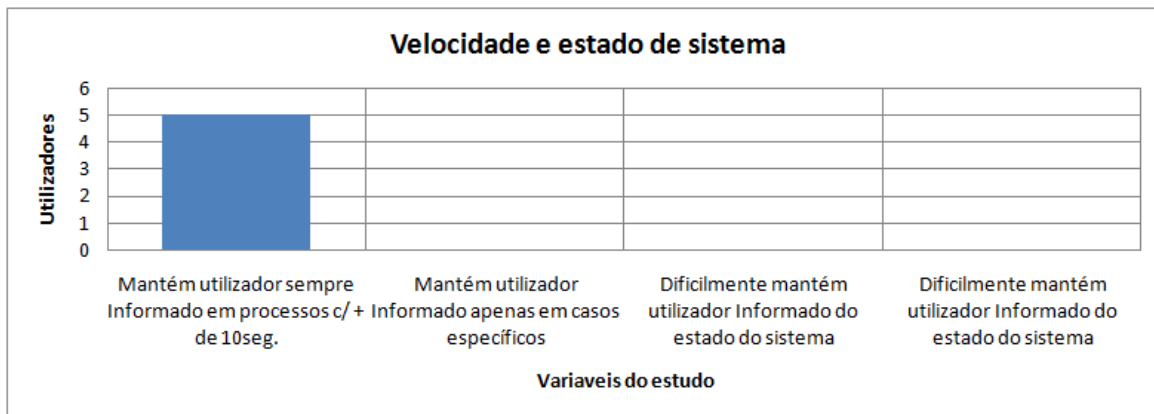 Velocidade e estado de sistema
Utilizadores
6
5
4
3
2
1
0
Mantém utilizador sempre
Informado em processos c/ +
de 10seg.
Mantém utilizador
Informado apenas em casos
específicos
Dificilmente mantém
utilizador Informado do
estado do sistema
Dificilmente mantém
utilizador Informado do
estado do sistema
Variaveis do estudo